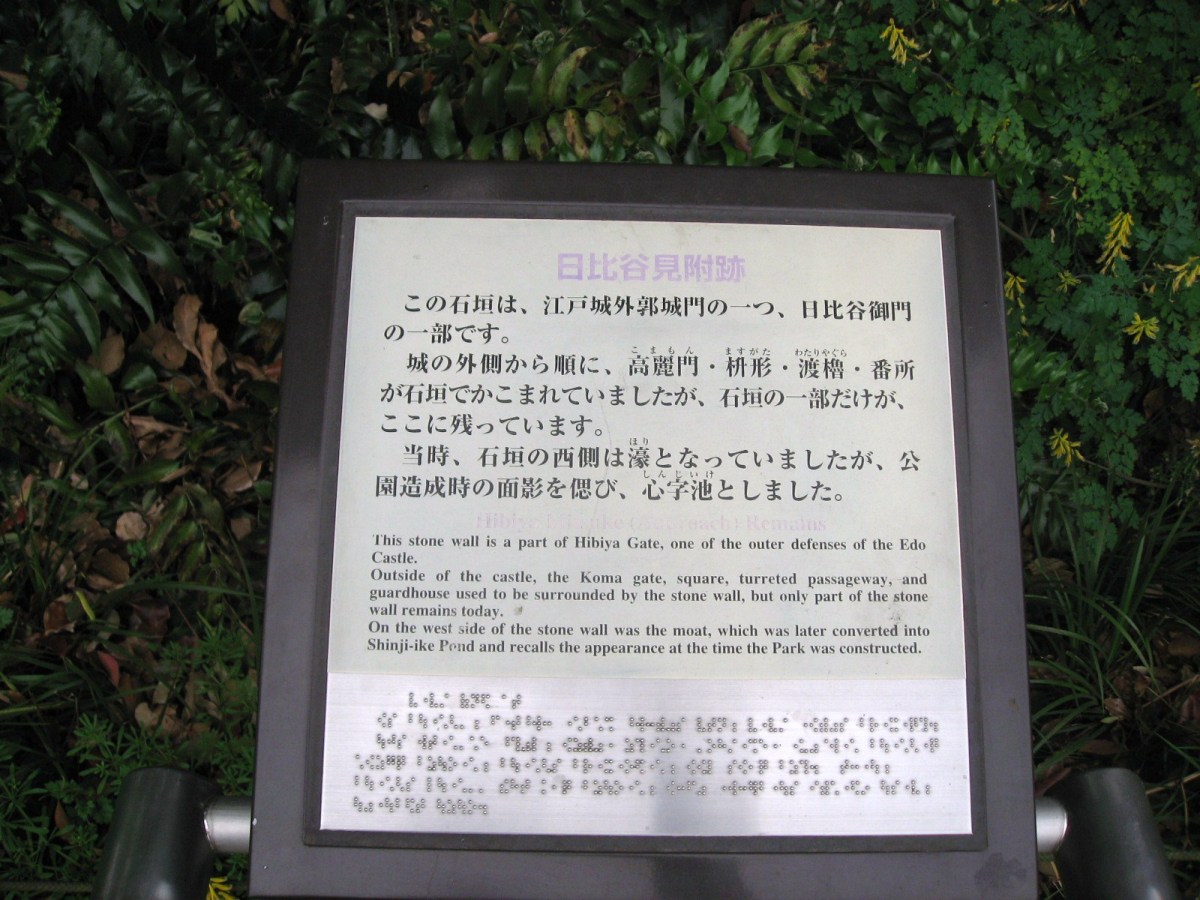 日比谷見附跡
この石垣は、江戸城外郭城門の一つ、日比谷御門
の一部です。
城の外側から順に、高麗門・枡形・渡櫓・番所
こまもん ますがた わたりやぐら
が石垣でかこまれていましたが、石垣の一部だけが、
ここに残っています。
当時、石垣の西側は濠となっていましたが、公
ほり
園造成時の面影を偲び、心字池としました。
しんじいけ
Hibiya (Approach) Remains
This stone wall is a part of Hibiya Gate, one of the outer defenses of the Edo
Castle.
Outside of the castle, the Koma gate, square, turreted passageway, and
guardhouse used to be surrounded by the stone wall, but only part of the stone
wall remains today.
On the west side of the stone wall was the moat, which was later converted into
Shinji-ike Pond and recalls the appearance at the time the Park was constructed.